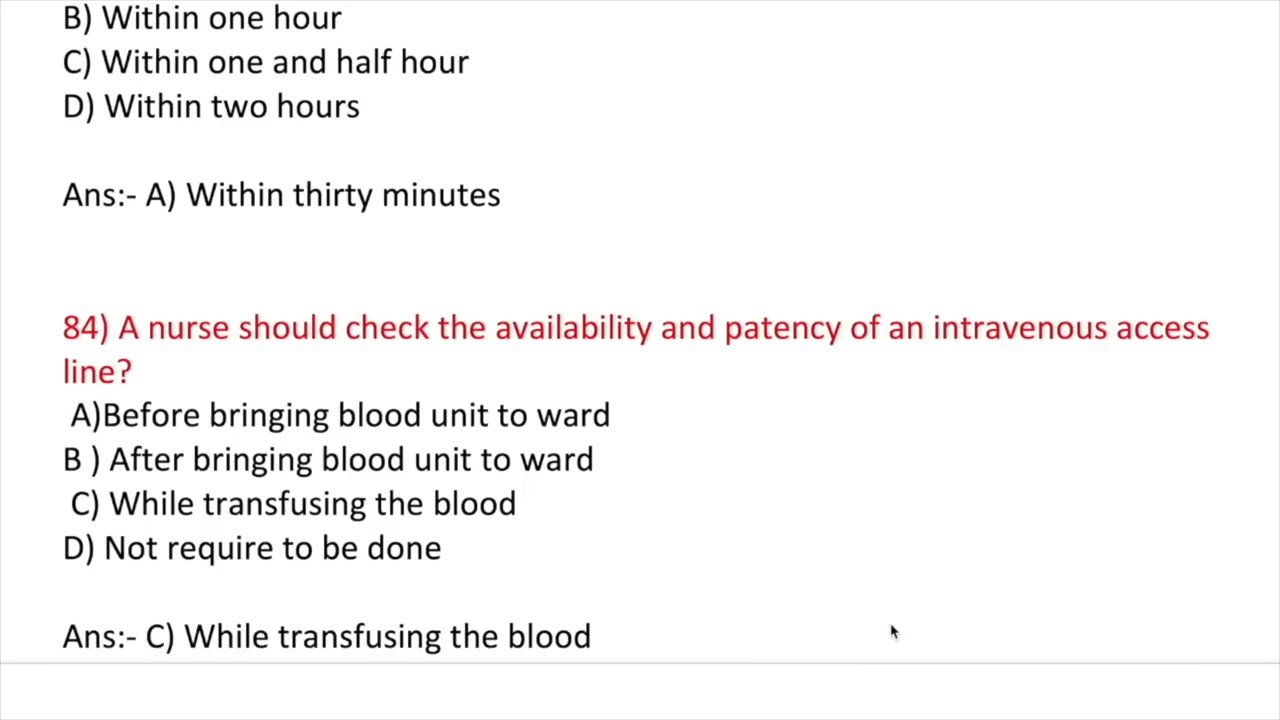 B) Within one hour
C) Within one and half hour
D) Within two hours
Ans:- A) Within thirty minutes
84) A nurse should check the availability and patency of an intravenous access
line?
A)Before bringing blood unit to ward
B ) After bringing blood unit to ward
C) While transfusing the blood
D) Not require to be done
Ans:- C) While transfusing the blood